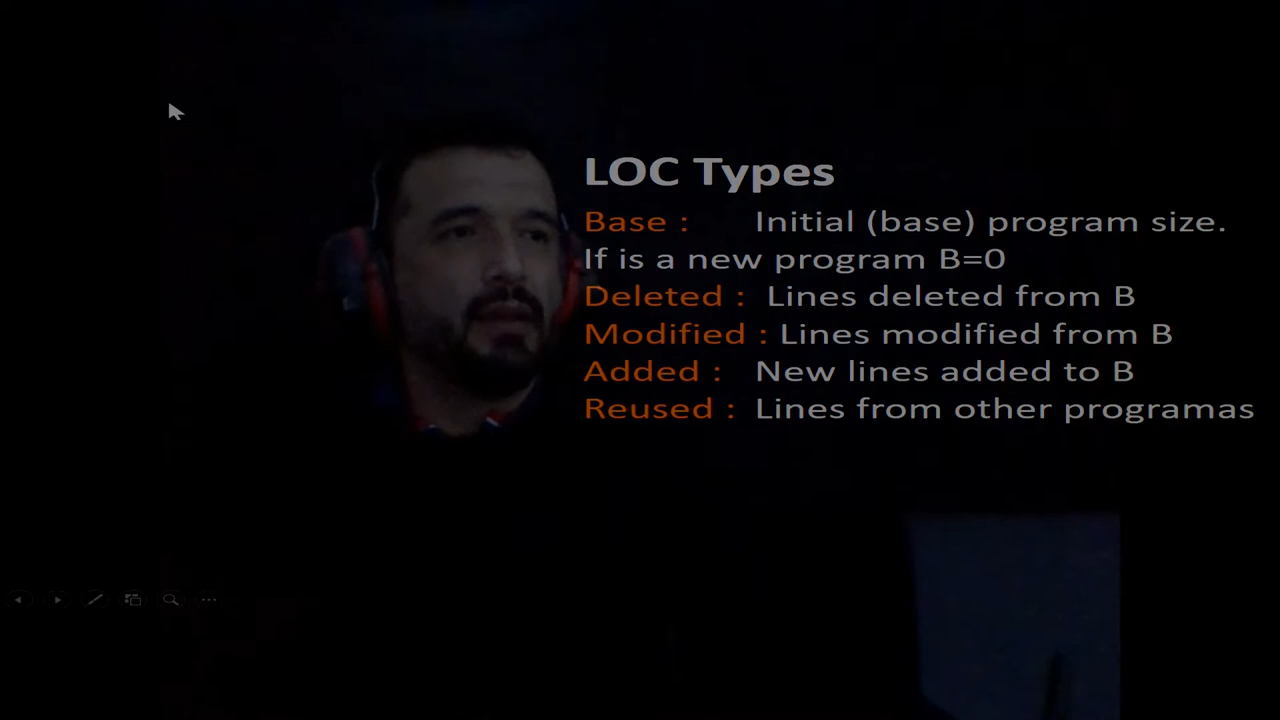 LOC Types
Base : Initial (base) program size.
If is a new program B=0
Deleted : Lines deleted from B
Modified : Lines modified from B
Added : New lines added to B
Reused : Lines from other programas